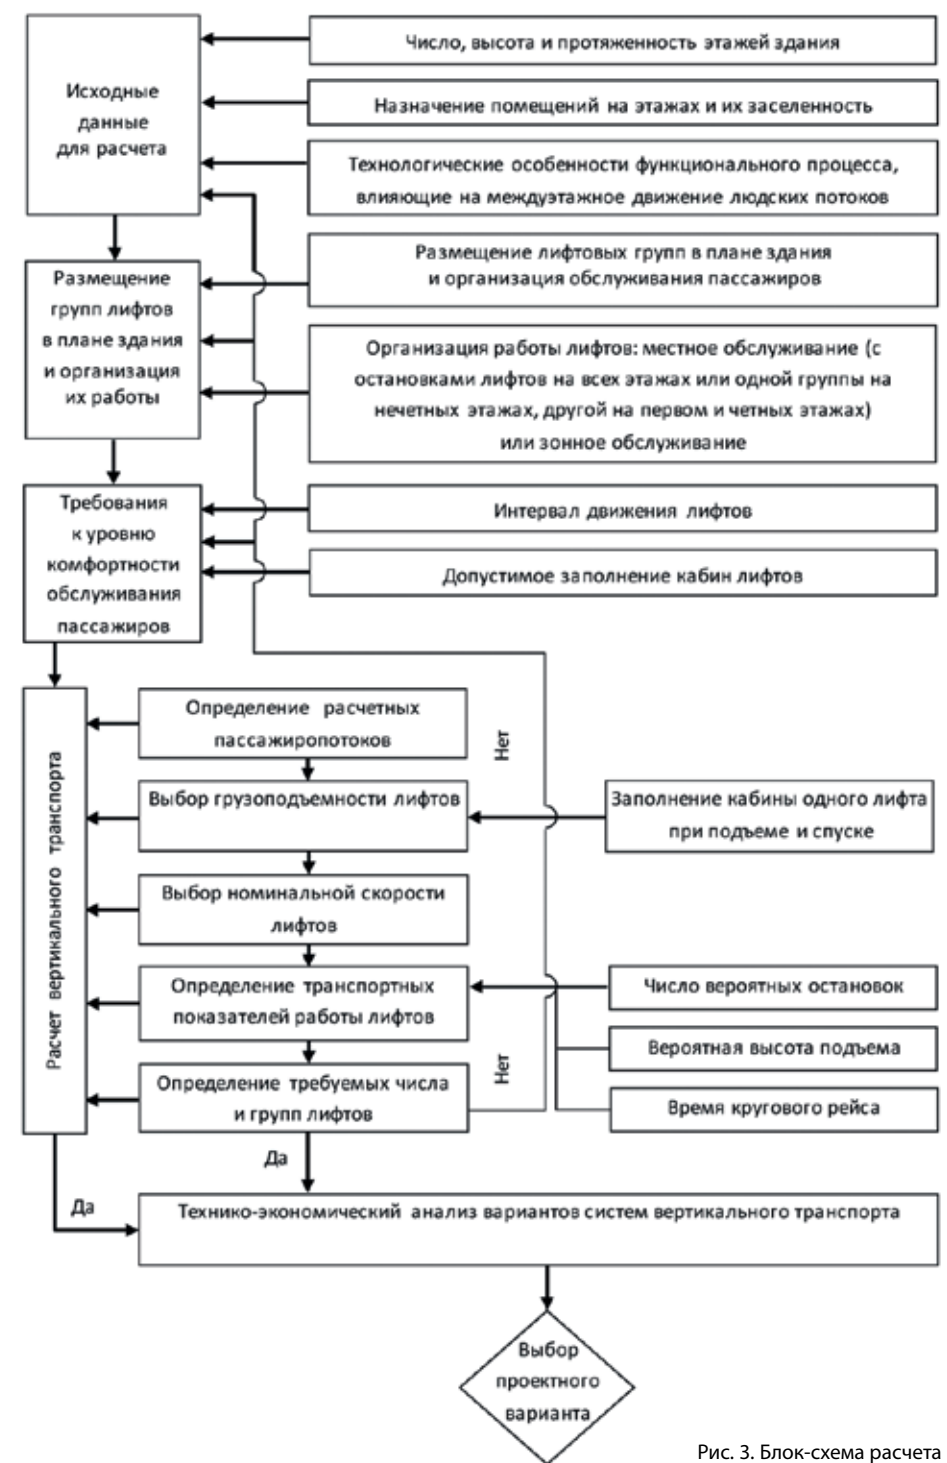 Исходные
данные
для расчета
Число, высота и протяженность этажей здания
Назначение помещений на этажах и их заселенность
Технологические особенности функционального процесса,
влияющие на междуэтажное движение людских потоков
Размещение
групп лифтов
в плане здания
и организация
их работы
Размещение лифтовых групп в плане здания
и организация обслуживания пассажиров
Организация работы лифтов: местное обслуживание (с
остановками лифтов на всех этажах или одной группы на
нечетных этажах, другой на первом и четных этажах)
или зонное обслуживание
Требования
к уровню
комфортности
обслуживания
пассажиров
Интервал движения лифтов
Допустимое заполнение кабин лифтов
Расчет вертикального транспорта
Определение расчетных
пассажиропотоков
Нет
Выбор грузоподъемности лифтов
Заполнение кабины одного лифта
при подъеме и спуске
Выбор номинальной скорости
лифтов
Определение транспортных
показателей работы лифтов
Число вероятных остановок
Вероятная высота подъема
Нет
Определение требуемых числа
и групп лифтов
Время кругового рейса
Да
Да
Технико-экономический анализ вариантов систем вертикального транспорта
Выбор
проектного
варианта
Рис. 3. Блок-схема расчета